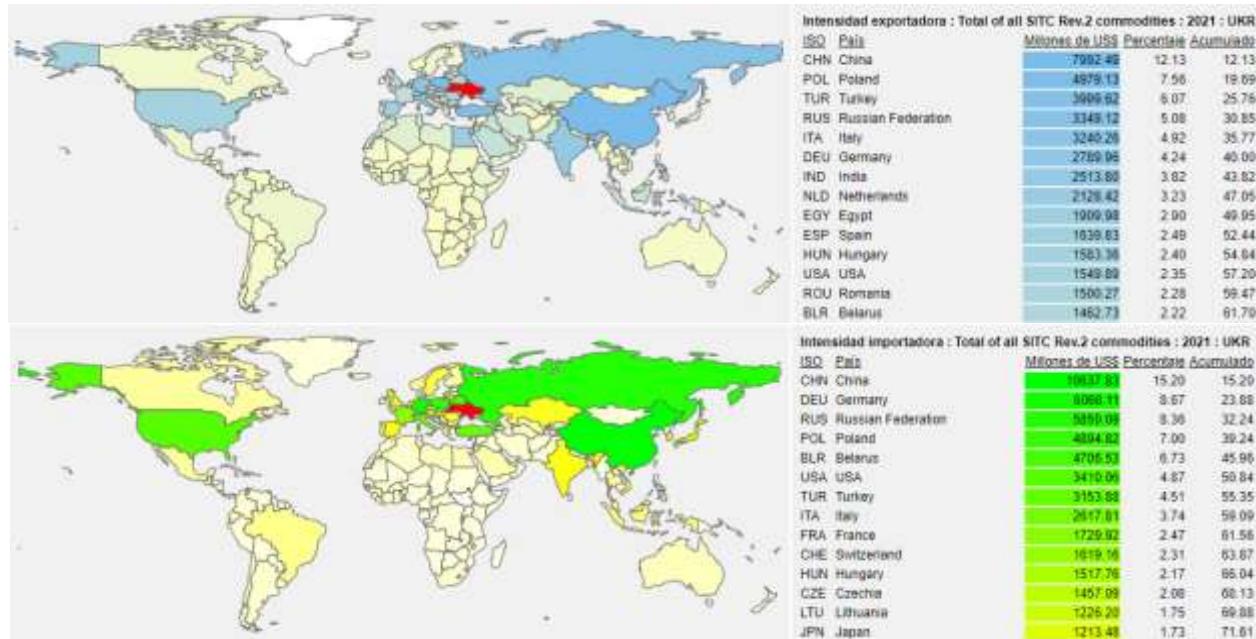 Intensidad exportadora : Total of all SITC Rev.2 commodities : 2021 : UKR
ISO País Millones de US$ Percentaje Acumulado
CHN China 7992.49 12.13 12.13
POL Poland 4979.13 7.56 19.69
TUR Turkey 3999.62 6.07 25.76
RUS Russian Federation 3349.12 5.08 30.85
ITA Italy 3240.26 4.92 35.77
DEU Germany 2789.96 4.24 40.00
IND India 2513.80 3.82 43.82
NLD Netherlands 2128.42 3.23 47.05
EGY Egypt 1909.98 2.90 49.95
ESP Spain 1639.83 2.49 52.44
HUN Hungary 1583.36 2.40 54.84
USA USA 1549.89 2.35 57.20
ROU Romania 1500.27 2.28 59.47
BLR Belarus 1462.73 2.22 61.70
Intensidad importadora : Total of all SITC Rev.2 commodities : 2021 : UKR
ISO País Millones de US$ Percentaje Acumulado
CHN China 10637.83 15.20 15.20
DEU Germany 6068.11 8.67 23.88
RUS Russian Federation 8.36 32.24
POL Poland 4894.82 7.00 39.24
BLR Belarus 4706.53 6.73 45.96
USA USA 3410.06 4.87 50.84
TUR Turkey 3153.88 4.51 55.35
ITA Italy 2617.81 3.74 59.09
FRA France 1729.92 2.47 61.56
CHE Switzerland 1619.16 2.31 63.87
HUN Hungary 1517.76 2.17 66.04
CZE Czechia 1457.09 2.08 68.13
LTU Lithuania 1226.20 1.75 69.88
JPN Japan 1213.48 1.73 71.61